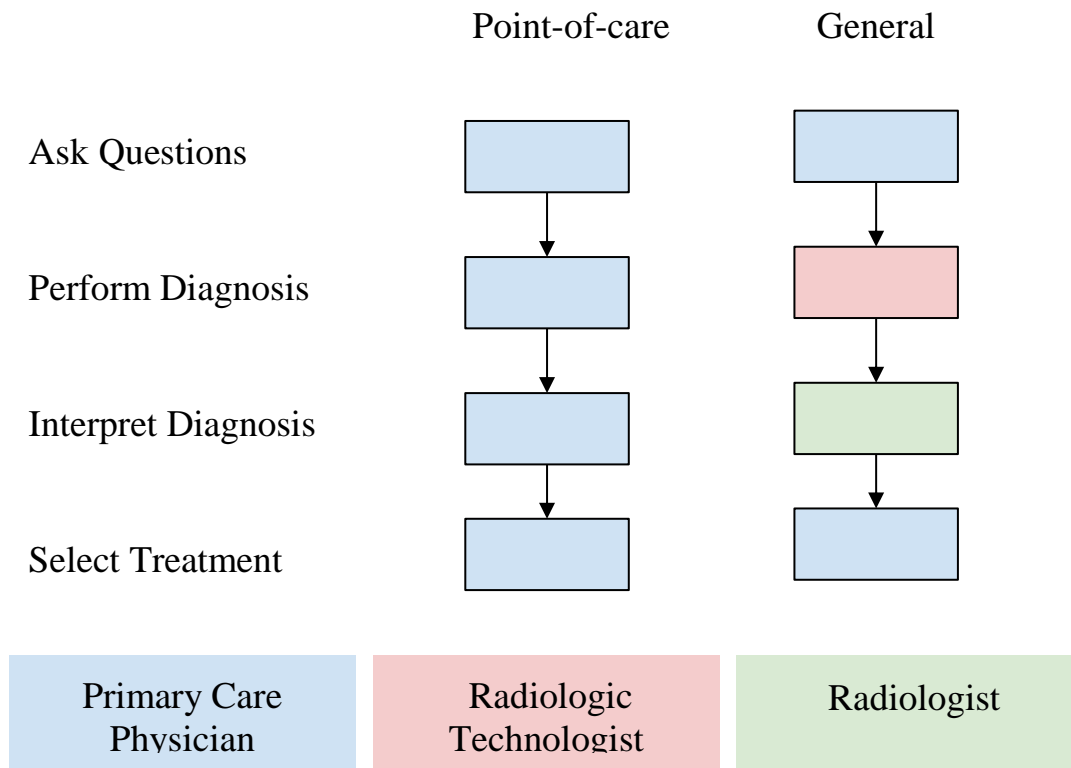 Point-of-care General
Ask Questions
Perform Diagnosis
Interpret Diagnosis
Select Treatment
Primary Care
Physician
Radiologic
Technologist
Radiologist